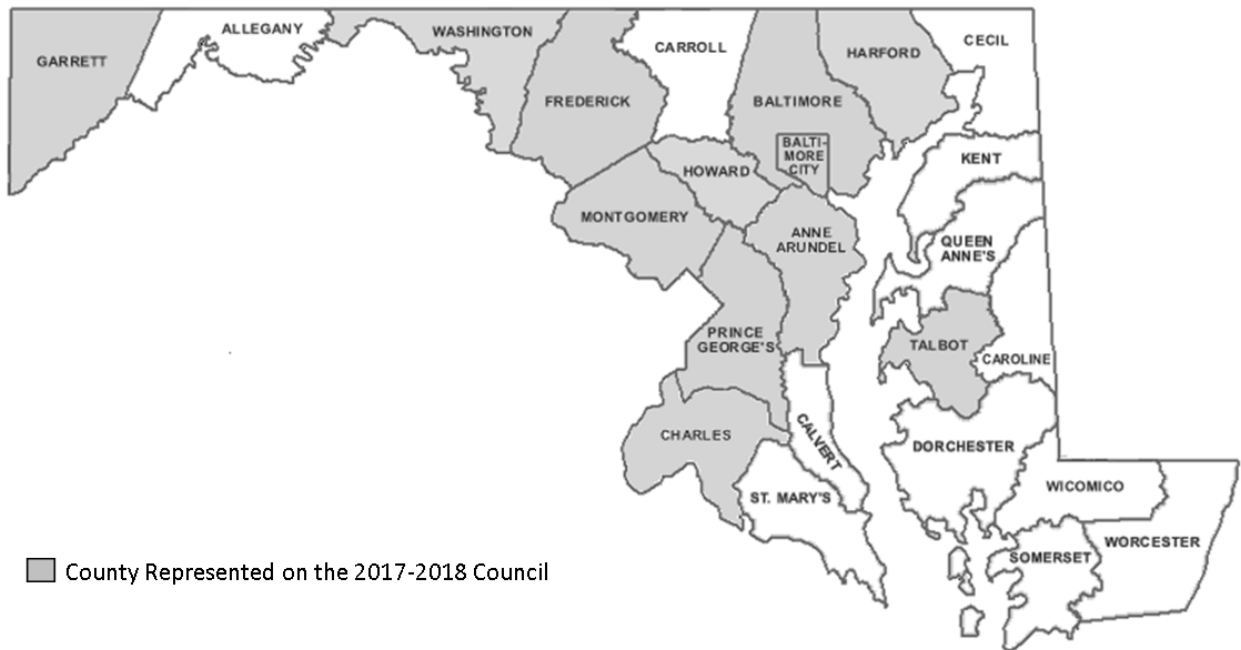 ALLEGANY
WASHINGTON
CECIL
CARROLL
HARFORD
GARRETT
FREDERICK
BALTIMORE
BALTI-
MORE
CITY
KENT
HOWARD
MONTGOMERY
ANNE
ARUNDEL
QUEEN
ANNE'S
PRINCE
GEORGE'S
TALBOT
CAROLINE
CHARLES
CALVERT
DORCHESTER
ST. MARY'S
WICOMICO
WORCESTER
SOMERSET
County Represented on the 2017-2018 Council